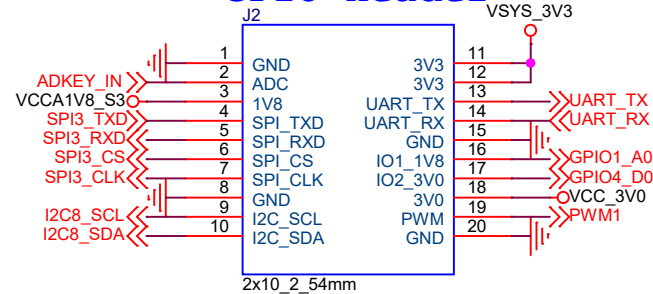 J2
VSYS_3V3
1 GND 3V3 11
ADKEY_IN 2 ADC 3V3 12
VCCA1V8_S3 3 1V8 UART_TX 13 UART_TX
SPI3_TXD 4 SPI_TXD UART_RX 14 UART_RX
SPI3_RXD 5 SPI_RXD GND 15
SPI3_CS 6 SPI_CS IO1_1V8 16 GPIO1_A0
SPI3_CLK 7 SPI_CLK IO2_3V0 17 GPIO4_D0
8 GND 3V0 18 VCC_3V0
I2C8_SCL 9 I2C_SCL PWM 19 PWM1
I2C8_SDA 10 I2C_SDA GND 20
2x10_2_54mm